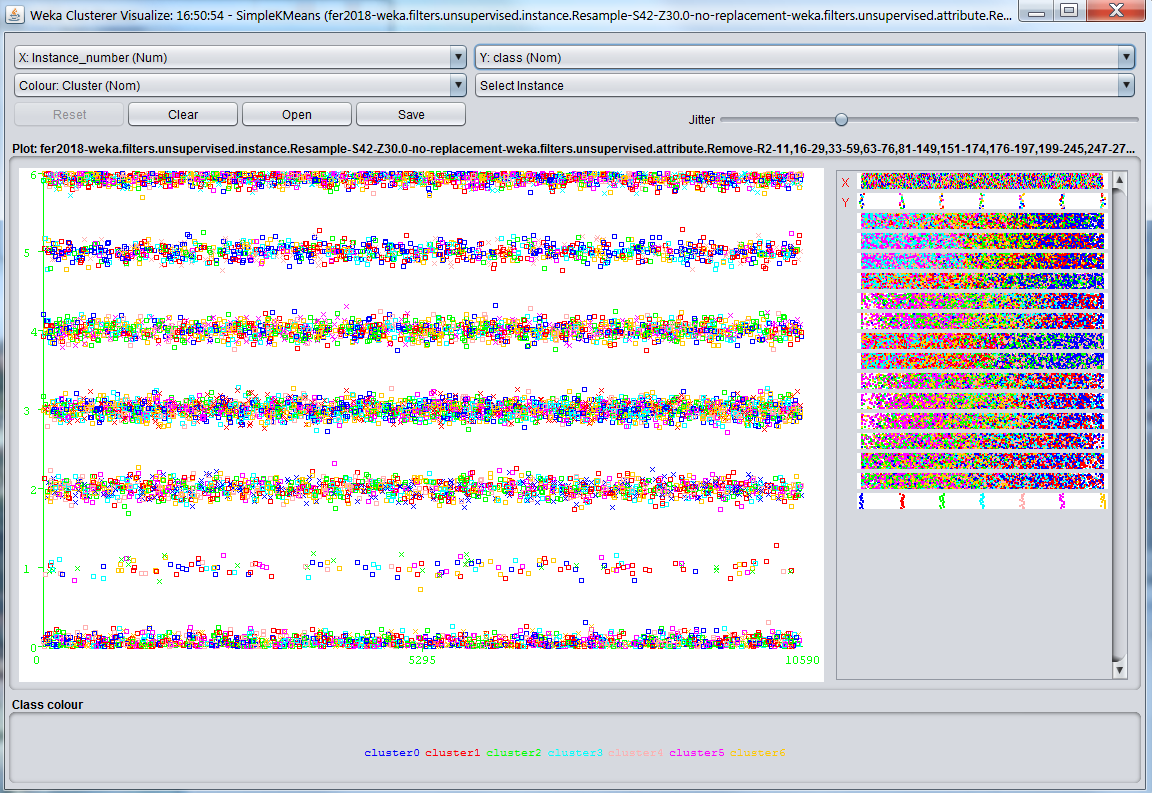 Weka Clusterer Visualize: 16:50:54 - SimpleKMeans (fer2018-weka.filters.unsupervised.instance.Resample-S42-Z30.0-no-replacement-weka.filters.unsupervised.attribute.Re...
X: Instance_number (Num)
Y: class (Nom)
Colour: Cluster (Nom)
Select Instance
Reset
Clear
Open
Save
Jitter
Plot: fer2018-weka.filters.unsupervised.instance.Resample-S42-Z30.0-no-replacement-weka.filters.unsupervised.attribute.Remove-R2-11,16-29,33-59,63-76,81-149,151-174,176-197,199-245,247-27...
6
5
4
3
2
1
0
0
5295
10590
X
Y
Class colour
cluster0 cluster1 cluster2 cluster3 cluster4 cluster5 cluster6